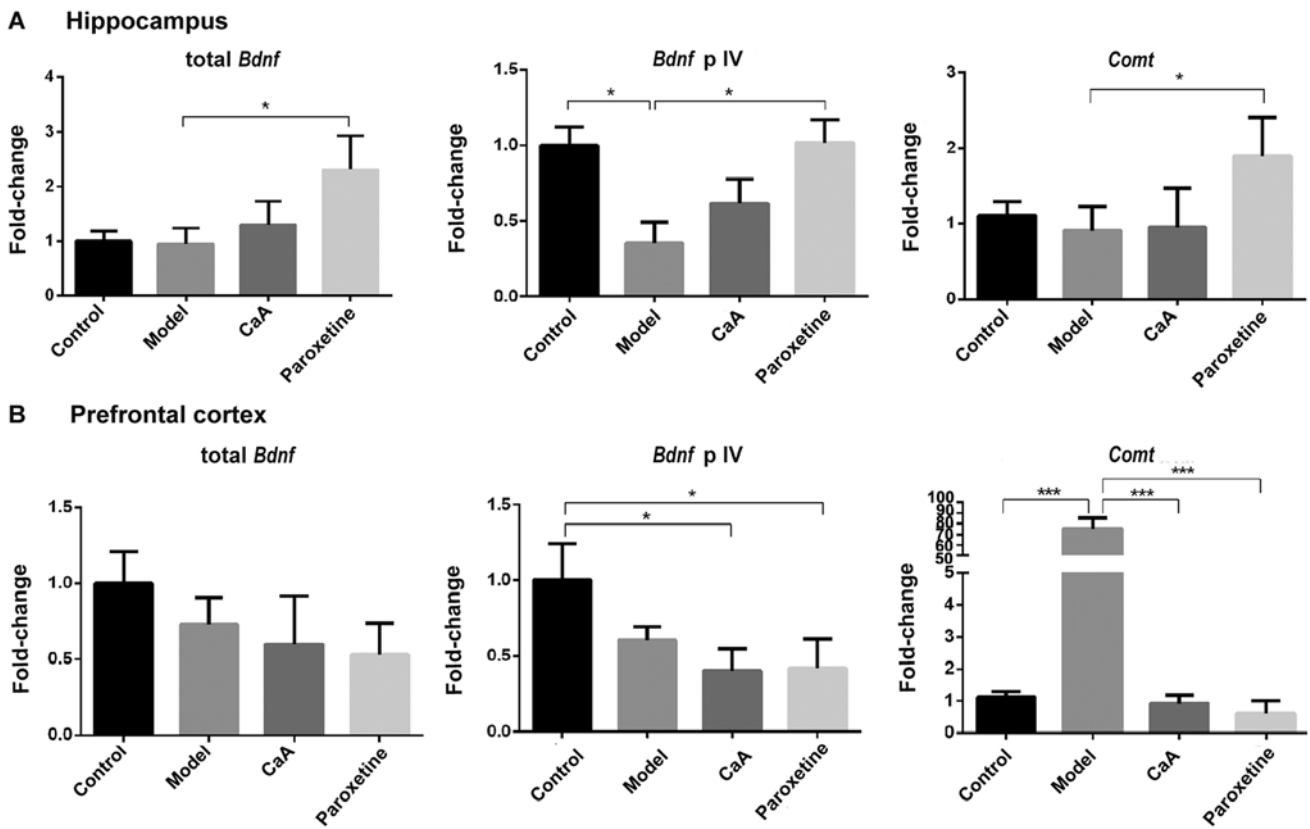 A Hippocampus
total Bdnf
Fold-change
4
3
2
1
0
*
Control
Model
CaA
Paroxetine
Bdnf p IV
Fold-change
1.5
1.0
0.5
0.0
*
*
Control
Model
CaA
Paroxetine
Comt
Fold-change
3
2
1
0
*
Control
Model
CaA
Paroxetine
B Prefrontal cortex
total Bdnf
Fold-change
1.5
1.0
0.5
0.0
Control
Model
CaA
Paroxetine
Bdnf p IV
Fold-change
1.5
1.0
0.5
0.0
*
*
Control
Model
CaA
Paroxetine
Comt
Fold-change
100
90
80
70
60
50
5
4
3
2
1
0
***
***
***
Control
Model
CaA
Paroxetine